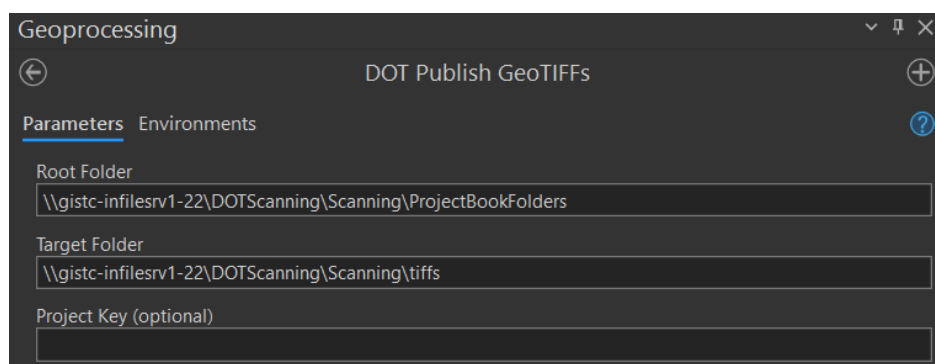 Geoprocessing
DOT Publish GeoTIFFs
Parameters Environments
Root Folder
\\gistc-infilesrv1-22\DOTScanning\Scanning\ProjectBookFolders
Target Folder
\\gistc-infilesrv1-22\DOTScanning\Scanning\tiffs
Project Key (optional)